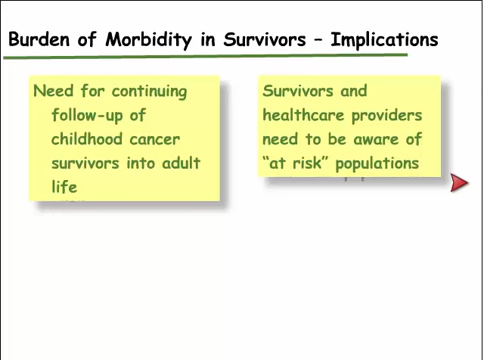 Burden of Morbidity in Survivors – Implications
Need for continuing
follow-up of
childhood cancer
survivors into adult
life
Survivors and
healthcare providers
need to be aware of
“at risk” populations